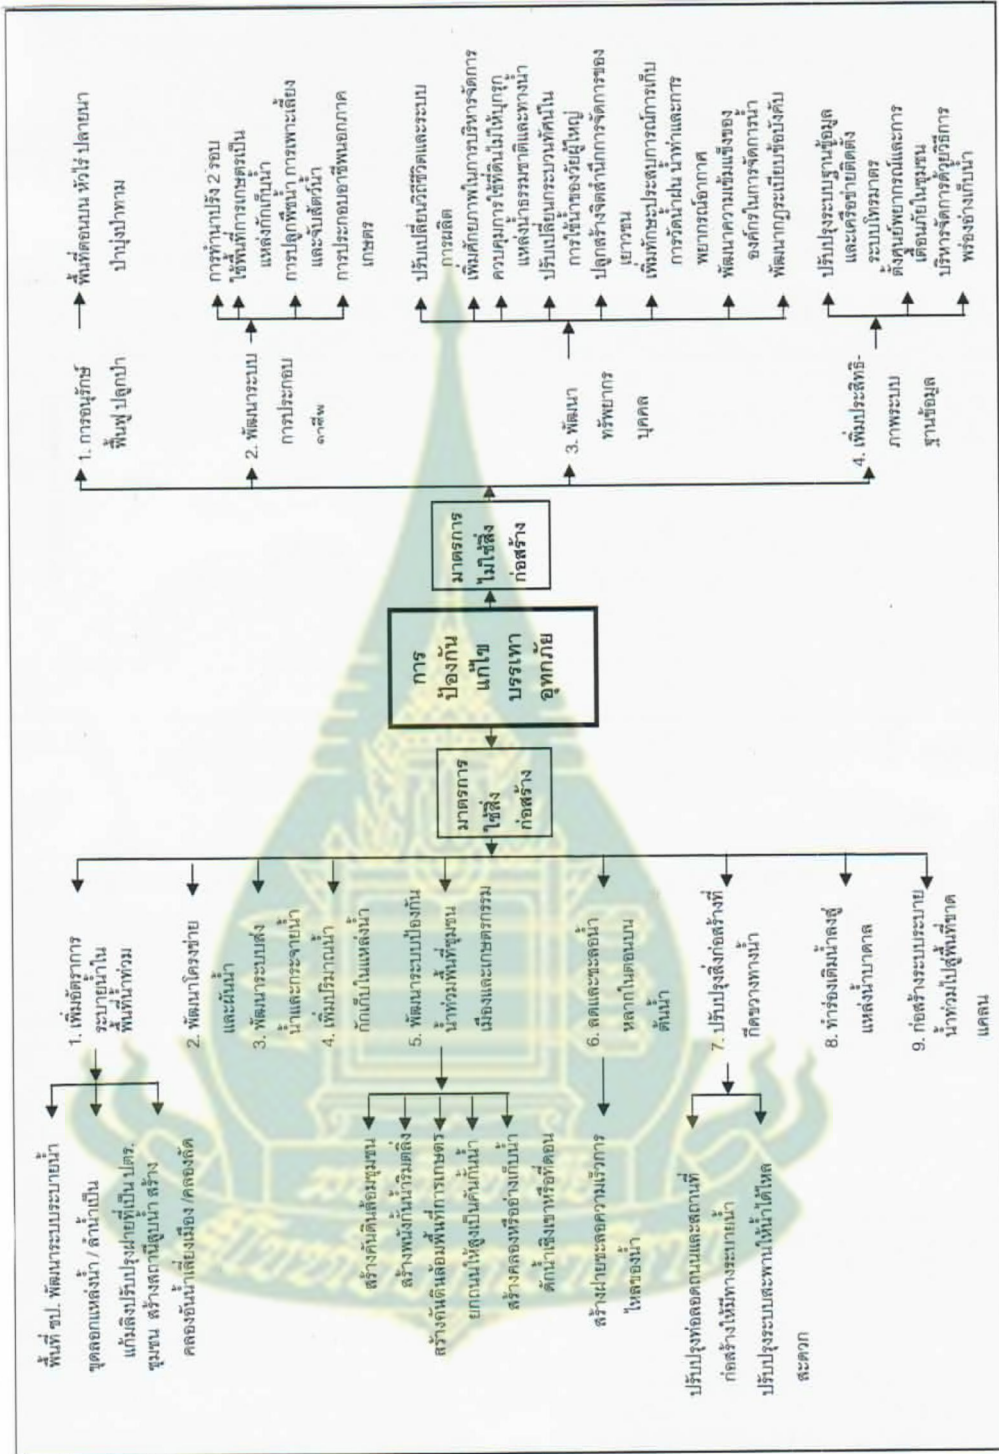 การ
ป้องกัน
แก้ไข
บรรเทา
อุทกภัย
มาตรการ
ใช้สิ่ง
ก่อสร้าง
1. เพิ่มอัตราการ
ระบายน้ำใน
พื้นที่น้ำท่วม
พื้นที่ ชป. พัฒนาระบบระบายน้ำ
ขุดลอกแหล่งน้ำ / ลำน้ำเป็น
แก้มลิงปรับปรุงฝายที่เป็น ปตร.
ชุมชน สร้างสถานีสูบน้ำ สร้าง
คลองผันน้ำเลี่ยงเมือง /คลองลัด
2. พัฒนาโครงข่าย
และผันน้ำ
3. พัฒนาระบบส่ง
น้ำและกระจายน้ำ
4. เพิ่มปริมาณน้ำ
กักเก็บในแหล่งน้ำ
5. พัฒนาระบบป้องกัน
น้ำท่วมพื้นที่ชุมชน
เมืองและเกษตรกรรม
สร้างคันดินล้อมชุมชน
สร้างพนังกั้นน้ำริมตลิ่ง
สร้างคันดินล้อมพื้นที่การเกษตร
ยกถนนให้สูงเป็นคันกั้นน้ำ
สร้างคลองหรืออ่างเก็บน้ำ
ดักน้ำเชิงเขาหรือที่ดอน
6. ลดและชะลอน้ำ
หลากในตอนบน
ต้นน้ำ
สร้างฝายชะลอความเร็วการ
ไหลของน้ำ
7. ปรับปรุงสิ่งก่อสร้างที่
กีดขวางทางน้ำ
ปรับปรุงท่อลอดถนนและสถานที่
ก่อสร้างให้มีทางระบายน้ำ
ปรับปรุงระบบสะพานให้น้ำได้ไหล
สะดวก
8. ทำร่องเติมน้ำลงสู่
แหล่งน้ำบาดาล
9. ก่อสร้างระบบระบาย
น้ำท่วมไปสู่พื้นที่ขาด
แคลน
มาตรการ
ไม่ใช้สิ่ง
ก่อสร้าง
1. การอนุรักษ์
ฟื้นฟู ปลูกป่า
พื้นที่ตอนบน หัวไร่ ปลายนา
ป่าบุ่งป่าทาม
2. พัฒนาระบบ
การประกอบ
อาชีพ
การทำนาปรัง 2 รอบ
ใช้พื้นที่การเกษตรเป็น
แหล่งกักเก็บน้ำ
การปลูกพืชน้ำ การเพาะเลี้ยง
และจับสัตว์น้ำ
การประกอบอาชีพนอกภาค
เกษตร
3. พัฒนา
ทรัพยากร
บุคคล
ปรับเปลี่ยนวิถีชีวิตและระบบ
การผลิต
เพิ่มศักยภาพในการบริหารจัดการ
ควบคุมการใช้ที่ดินไม่ให้บุกรุก
แหล่งน้ำธรรมชาติและทางน้ำ
ปรับเปลี่ยนกระบวนทัศน์ใน
การใช้น้ำของวัยผู้ใหญ่
ปลูกสร้างจิตสำนึกการจัดการของ
เยาวชน
เพิ่มทักษะประสบการณ์การเก็บ
การวัดน้ำฝน น้ำท่าและการ
พยากรณ์อากาศ
พัฒนาความเข้มแข็งของ
องค์กรในการจัดการน้ำ
พัฒนากฎระเบียบข้อบังคับ
4. เพิ่มประสิทธิ-
ภาพระบบ
ฐานข้อมูล
ปรับปรุงระบบฐานข้อมูล
และเครือข่ายติดตั้ง
ระบบโทรมาตร
ตั้งศูนย์พยากรณ์และการ
เตือนภัยในชุมชน
บริหารจัดการด้วยวิธีการ
พร่องอ่างเก็บน้ำ